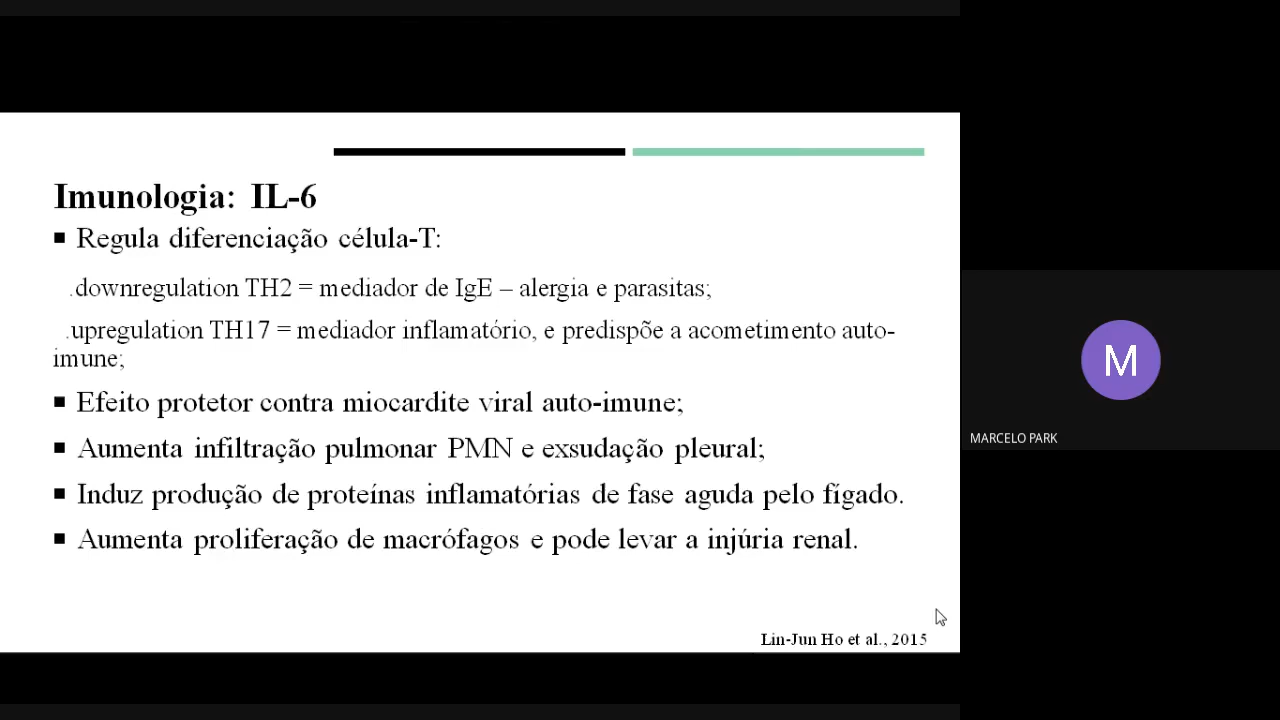 Imunologia: IL-6
▪ Regula diferenciação célula-T:
.downregulation TH2 = mediador de IgE – alergia e parasitas;
.upregulation TH17 = mediador inflamatório, e predispõe a acometimento auto-
imune;
▪ Efeito protetor contra miocardite viral auto-imune;
▪ Aumenta infiltração pulmonar PMN e exsudação pleural;
▪ Induz produção de proteínas inflamatórias de fase aguda pelo fígado.
▪ Aumenta proliferação de macrófagos e pode levar a injúria renal.
Lin-Jun Ho et al., 2015
M
MARCELO PARK